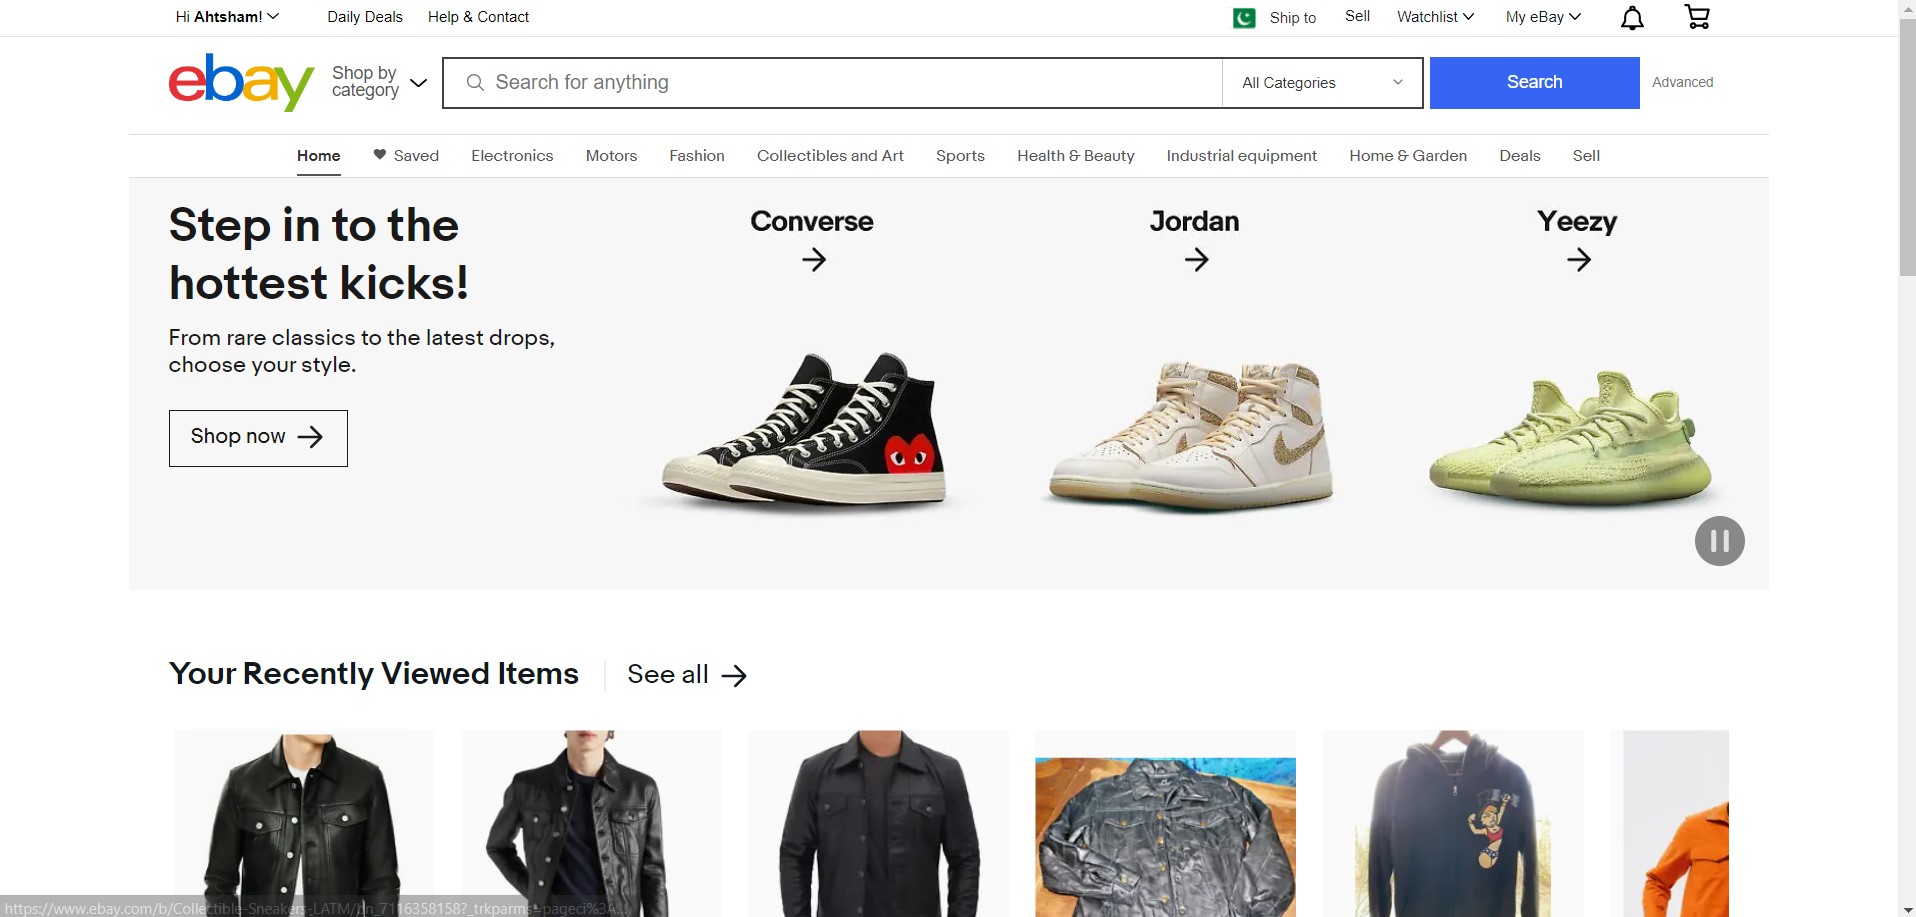 Hi Ahtsham!
Daily Deals
Help & Contact
Ship to
Sell
Watchlist
My eBay
ebay
Shop by
category
Search for anything
All Categories
Search
Advanced
Home
Saved
Electronics
Motors
Fashion
Collectibles and Art
Sports
Health & Beauty
Industrial equipment
Home & Garden
Deals
Sell
Step in to the
hottest kicks!
From rare classics to the latest drops,
choose your style.
Shop now
Converse
Jordan
Yeezy
Your Recently Viewed Items
See all
https://www.ebay.com/b/Collectible-Sneakers-LATM/bn_7116358158?_trkparms=pageci%3A...